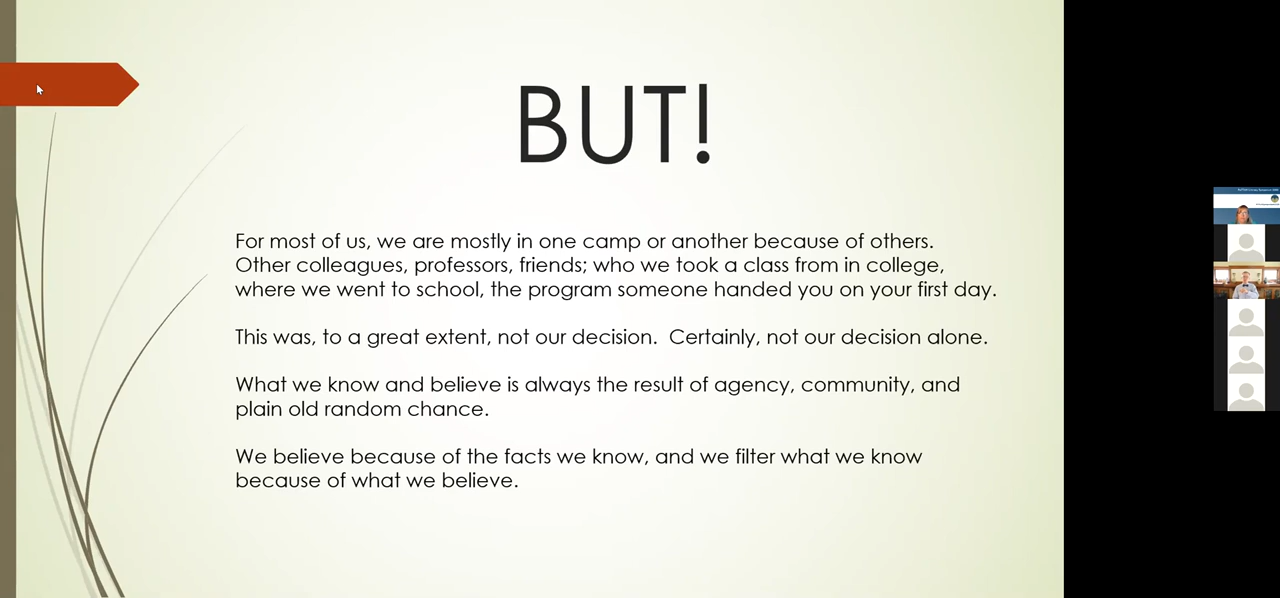 BUT!
For most of us, we are mostly in one camp or another because of others.
Other colleagues, professors, friends; who we took a class from in college,
where we went to school, the program someone handed you on your first day.
This was, to a great extent, not our decision.  Certainly, not our decision alone.
What we know and believe is always the result of agency, community, and
plain old random chance.
We believe because of the facts we know, and we filter what we know
because of what we believe.